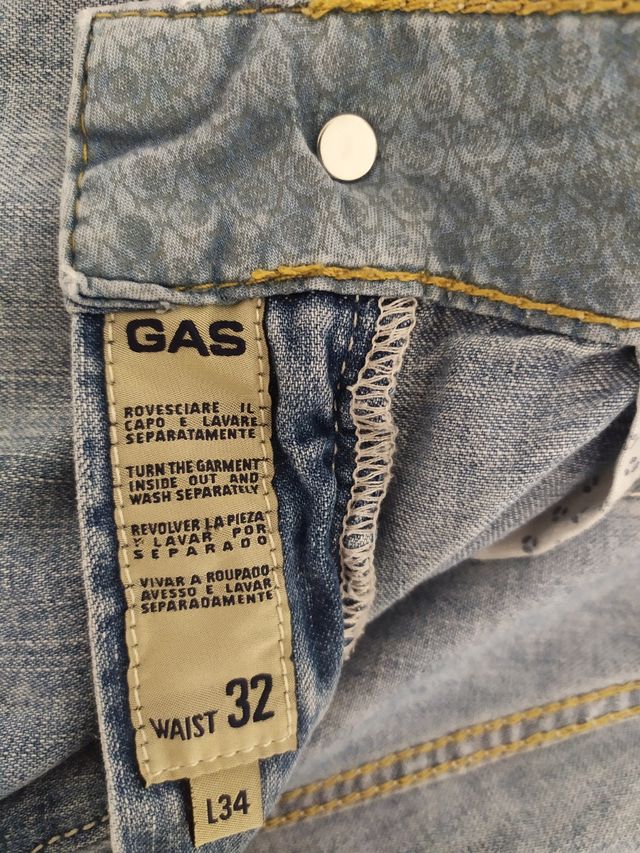 GAS
ROVESCIARE IL
CAPO E LAVARE
SEPARATAMENTE
TURN THE GARMENT
INSIDE OUT AND
WASH SEPARATELY
REVOLVER LA PIEZA
Y LAVAR POR
SEPARADO
VIVAR A ROUPADO
AVESSO E LAVAR
SEPARADAMENTE
WAIST 32
L34